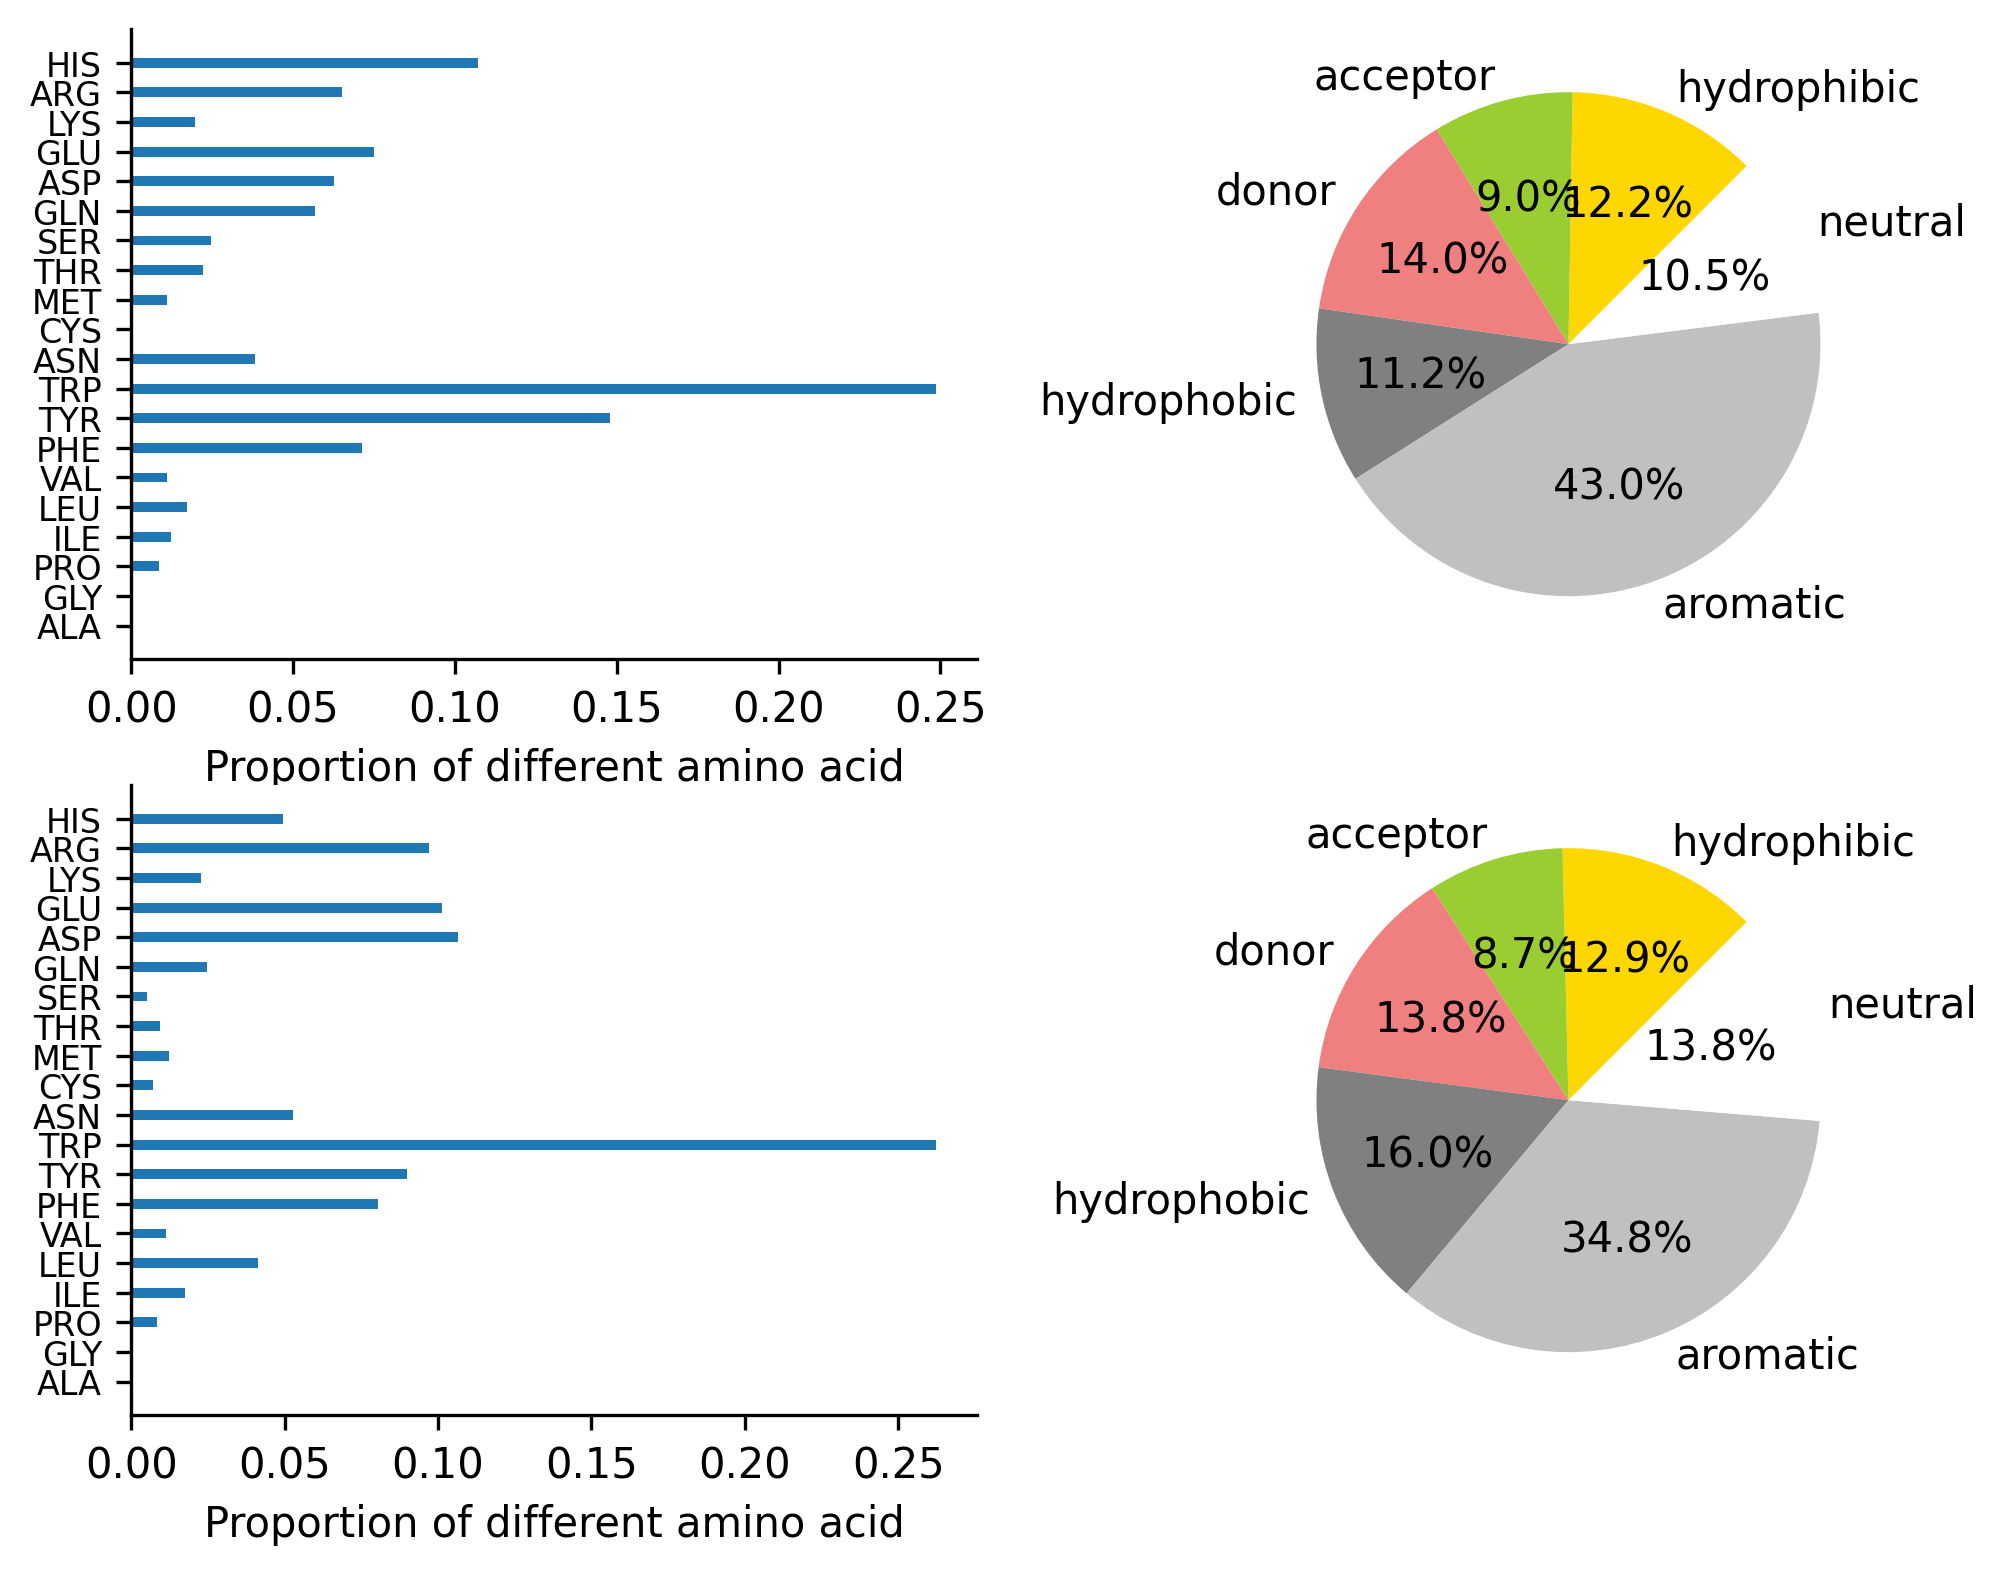 HIS
ARG
LYS
GLU
ASP
GLN
SER
THR
MET
CYS
ASN
TRP
TYR
PHE
VAL
LEU
ILE
PRO
GLY
ALA
0.00 0.05 0.10 0.15 0.20 0.25
Proportion of different amino acid
acceptor
hydrophibic
donor
neutral
9.0%
12.2%
14.0%
10.5%
hydrophobic
11.2%
43.0%
aromatic
HIS
ARG
LYS
GLU
ASP
GLN
SER
THR
MET
CYS
ASN
TRP
TYR
PHE
VAL
LEU
ILE
PRO
GLY
ALA
0.00 0.05 0.10 0.15 0.20 0.25
Proportion of different amino acid
acceptor
hydrophibic
donor
neutral
8.7%
12.9%
13.8%
13.8%
hydrophobic
16.0%
34.8%
aromatic